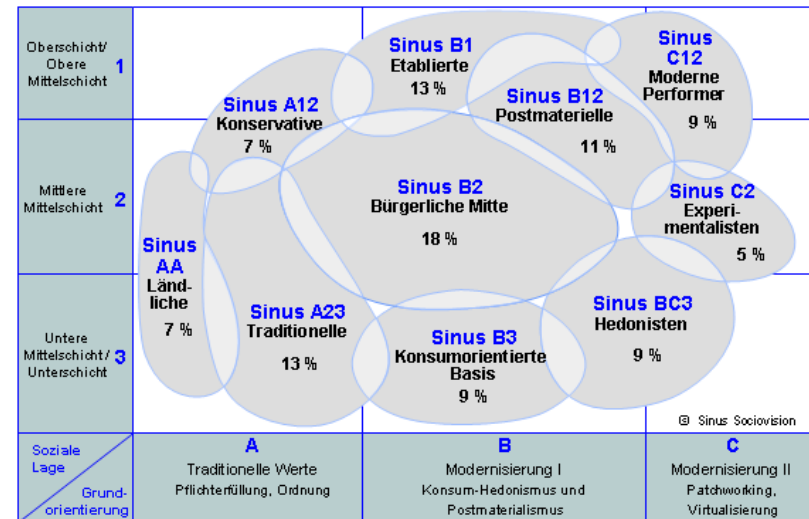 Oberschicht/
Obere
Mittelschicht
1
Mittlere
Mittelschicht
2
Untere
Mittelschicht/
Unterschicht
3
Sinus B1
Etablierte
13 %
Sinus
C12
Moderne
Performer
9 %
Sinus A12
Konservative
7 %
Sinus B12
Postmaterielle
11 %
Sinus B2
Bürgerliche Mitte
18 %
Sinus C2
Experi-
mentalisten
5 %
Sinus
AA
Länd-
liche
7 %
Sinus A23
Traditionelle
13 %
Sinus B3
Konsumorientierte
Basis
9 %
Sinus BC3
Hedonisten
9 %
© Sinus Sociovision
Soziale
Lage
Grund-
orientierung
A
Traditionelle Werte
Pflichterfüllung, Ordnung
B
Modernisierung I
Konsum-Hedonismus und
Postmaterialismus
C
Modernisierung II
Patchworking,
Virtualisierung